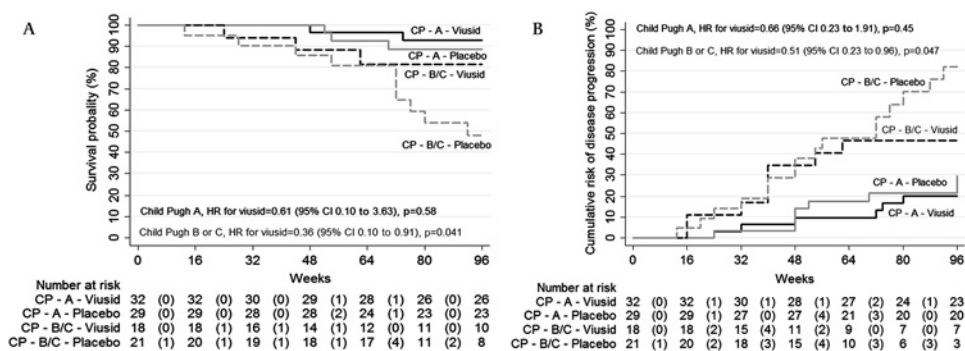 A
Survival probality (%)
100
90
80
70
60
50
40
30
20
10
0
CP - A - Viusid
CP - A - Placebo
CP - B/C - Viusid
CP - B/C - Placebo
Child Pugh A, HR for viusid=0.61 (95% CI 0.10 to 3.63), p=0.58
Child Pugh B or C, HR for viusid=0.36 (95% CI 0.10 to 0.91), p=0.041
0 16 32 48 64 80 96
Weeks
Number at risk
CP - A - Viusid 32 (0) 32 (0) 30 (0) 29 (1) 28 (1) 26 (0) 26
CP - A - Placebo 29 (0) 29 (0) 28 (0) 28 (2) 24 (1) 23 (0) 23
CP - B/C - Viusid 18 (0) 18 (1) 16 (1) 14 (1) 12 (0) 11 (0) 10
CP - B/C - Placebo 21 (1) 20 (1) 19 (1) 18 (1) 17 (4) 11 (2) 8
B
Cumulative risk of disease progression (%)
100
90
80
70
60
50
40
30
20
10
0
Child Pugh A, HR for viusid=0.66 (95% CI 0.23 to 1.91), p=0.45
Child Pugh B or C, HR for viusid=0.51 (95% CI 0.23 to 0.96), p=0.047
CP - B/C - Placebo
CP - B/C - Viusid
CP - A - Placebo
CP - A - Viusid
0 16 32 48 64 80 96
Weeks
Number at risk
CP - A - Viusid 32 (0) 32 (1) 30 (1) 28 (1) 27 (2) 24 (1) 23
CP - A - Placebo 29 (0) 29 (1) 27 (0) 27 (4) 21 (3) 20 (0) 20
CP - B/C - Viusid 18 (0) 18 (2) 15 (4) 11 (2) 9 (0) 7 (0) 7
CP - B/C - Placebo 21 (1) 20 (2) 18 (3) 15 (4) 10 (3) 6 (3) 3